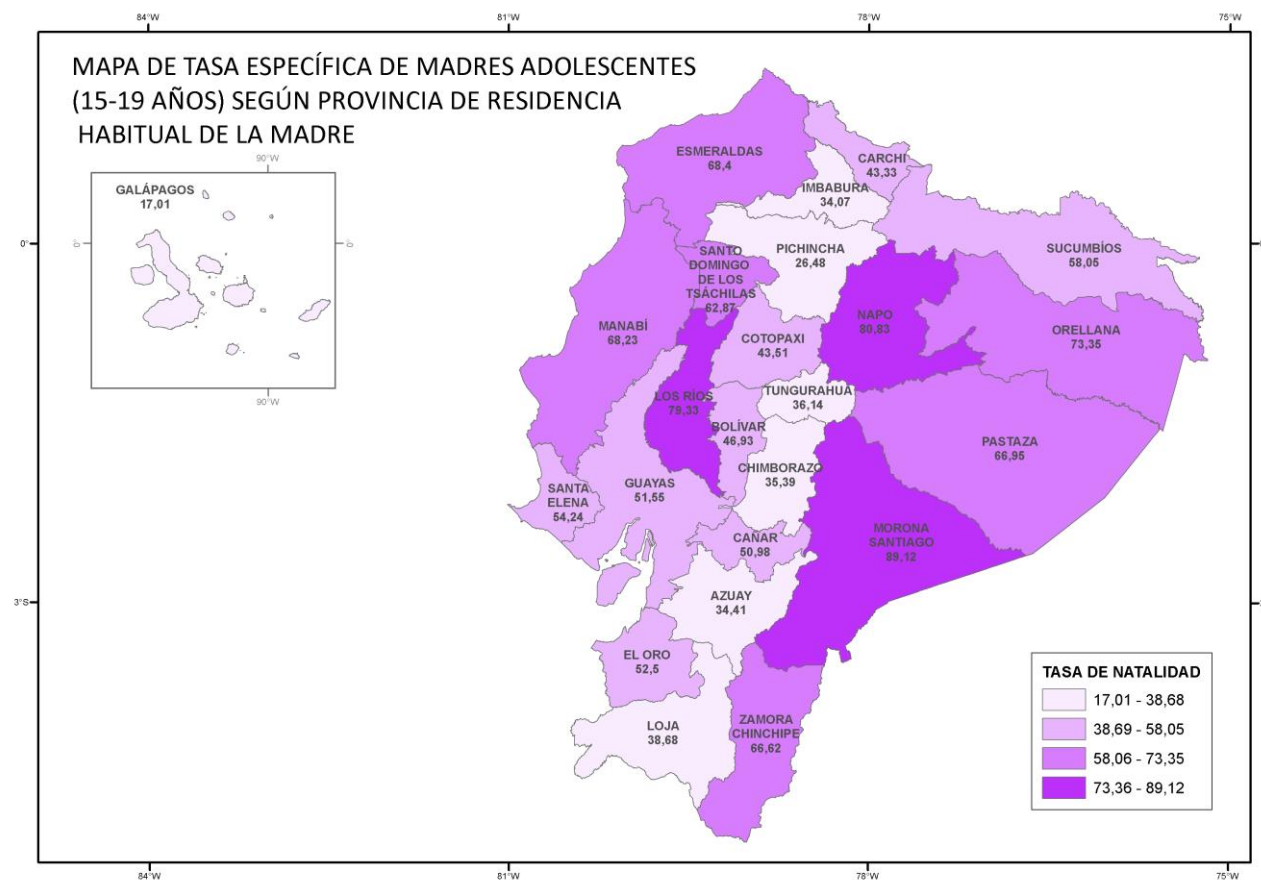 84°W
81°W
78°W
75°W
MAPA DE TASA ESPECÍFICA DE MADRES ADOLESCENTES
(15-19 AÑOS) SEGÚN PROVINCIA DE RESIDENCIA
HABITUAL DE LA MADRE
90°W
GALÁPAGOS
17,01
0°
0°
90°W
0°
3°S
ESMERALDAS
68,4
CARCHI
43,33
IMBABURA
34,07
SUCUMBÍOS
58,05
PICHINCHA
26,48
SANTO
DOMINGO
DE LOS
TSÁCHILAS
62,87
NAPO
80,83
ORELLANA
73,35
MANABÍ
68,23
COTOPAXI
43,51
LOS RÍOS
79,33
TUNGURAHUA
36,14
BOLÍVAR
46,93
PASTAZA
66,95
CHIMBORAZO
35,39
SANTA
ELENA
54,24
GUAYAS
51,55
CAÑAR
50,98
MORONA
SANTIAGO
89,12
AZUAY
34,41
EL ORO
52,5
LOJA
38,68
ZAMORA
CHINCHIPE
66,62
TASA DE NATALIDAD
17,01 - 38,68
38,69 - 58,05
58,06 - 73,35
73,36 - 89,12
84°W
81°W
78°W
75°W